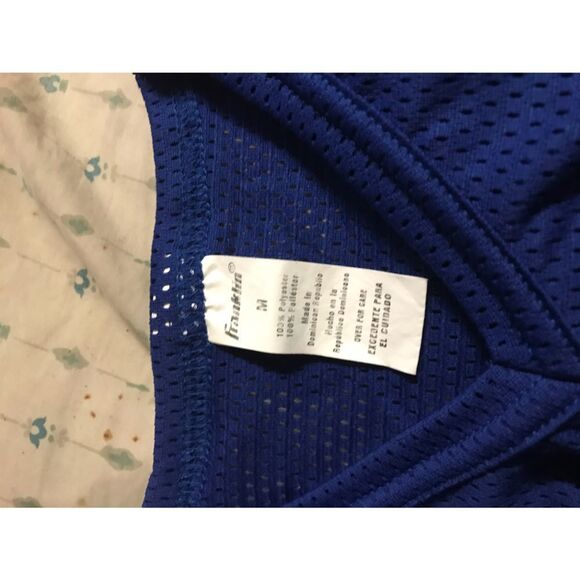 Franklin®
M
100% Polyester
100% Poliester
Made in
Dominican Republic
Hecho en la
República Dominicana
OVER FOR CARE
EXCEDENTE PARA
EL CUIDADO